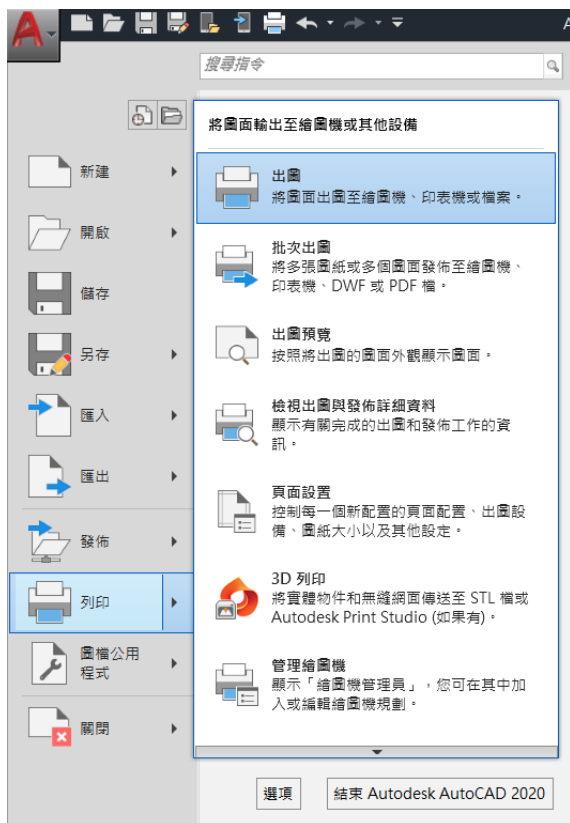 A
A
搜尋指令
將圖面輸出至繪圖機或其他設備
新建
開啟
儲存
另存
匯入
匯出
發佈
列印
圖檔公用
程式
關閉
出圖
將圖面出圖至繪圖機、印表機或檔案。
批次出圖
將多張圖紙或多個圖面發佈至繪圖機、
印表機、DWF 或 PDF 檔。
出圖預覽
按照將出圖的圖面外觀顯示圖面。
檢視出圖與發佈詳細資料
顯示有關完成的出圖和發佈工作的資
訊。
頁面設置
控制每一個新配置的頁面配置、出圖設
備、圖紙大小以及其他設定。
3D 列印
將實體物件和無縫網面傳送至 STL 檔或
Autodesk Print Studio (如果有)。
管理繪圖機
顯示「繪圖機管理員」，您可在其中加
入或編輯繪圖機規劃。
選項
結束 Autodesk AutoCAD 2020